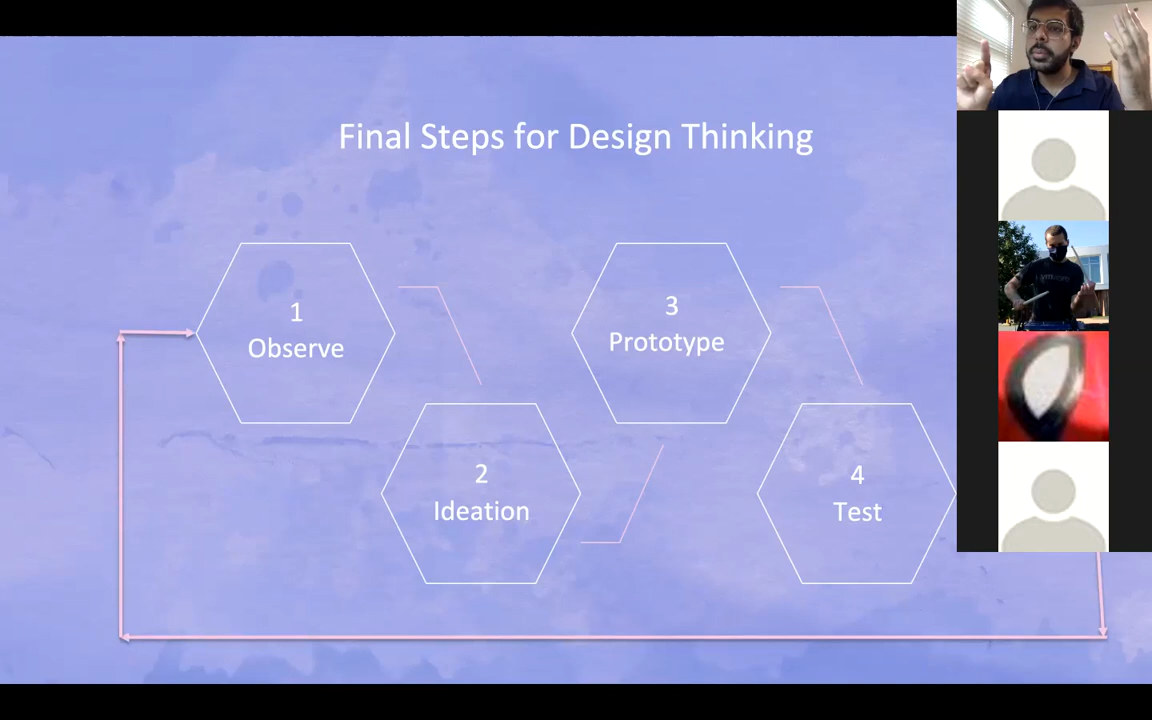 Final Steps for Design Thinking
1
Observe
2
Ideation
3
Prototype
4
Test